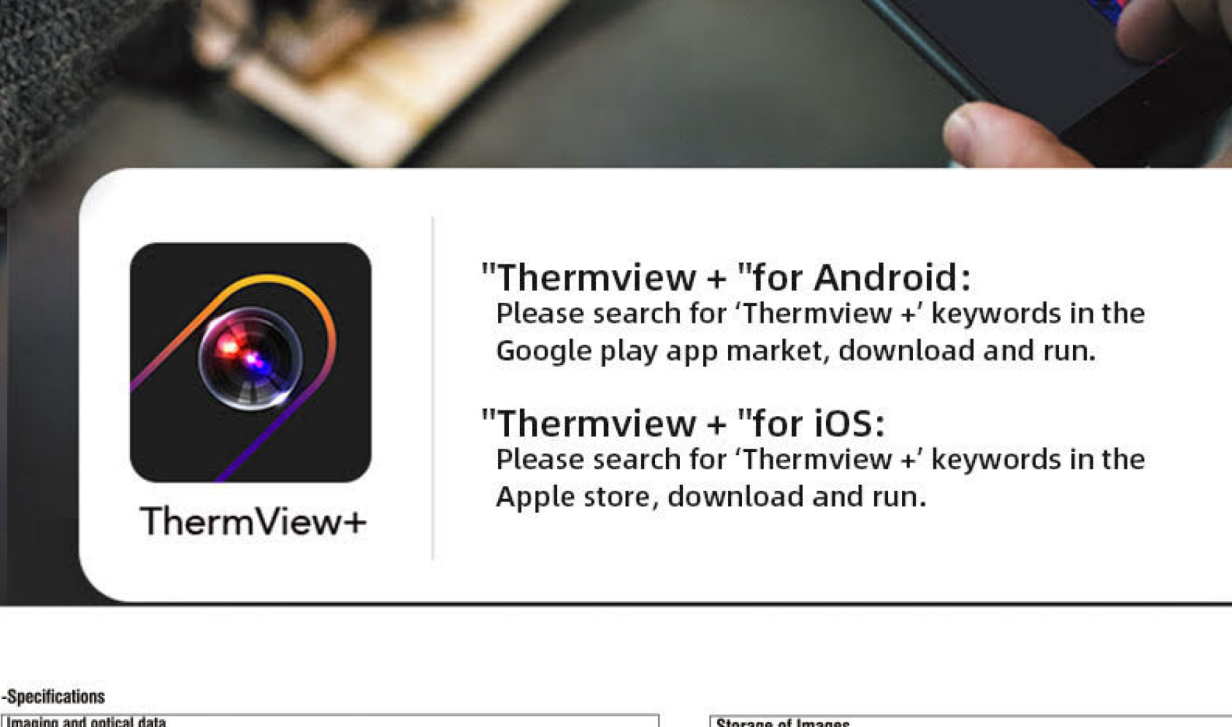 "Thermview + "for Android:
Please search for ‘Thermview +’ keywords in the
Google play app market, download and run.
"Thermview + "for iOS:
Please search for ‘Thermview +’ keywords in the
Apple store, download and run.
ThermView+
-Specifications
Imaging and optical data
Storage of Images